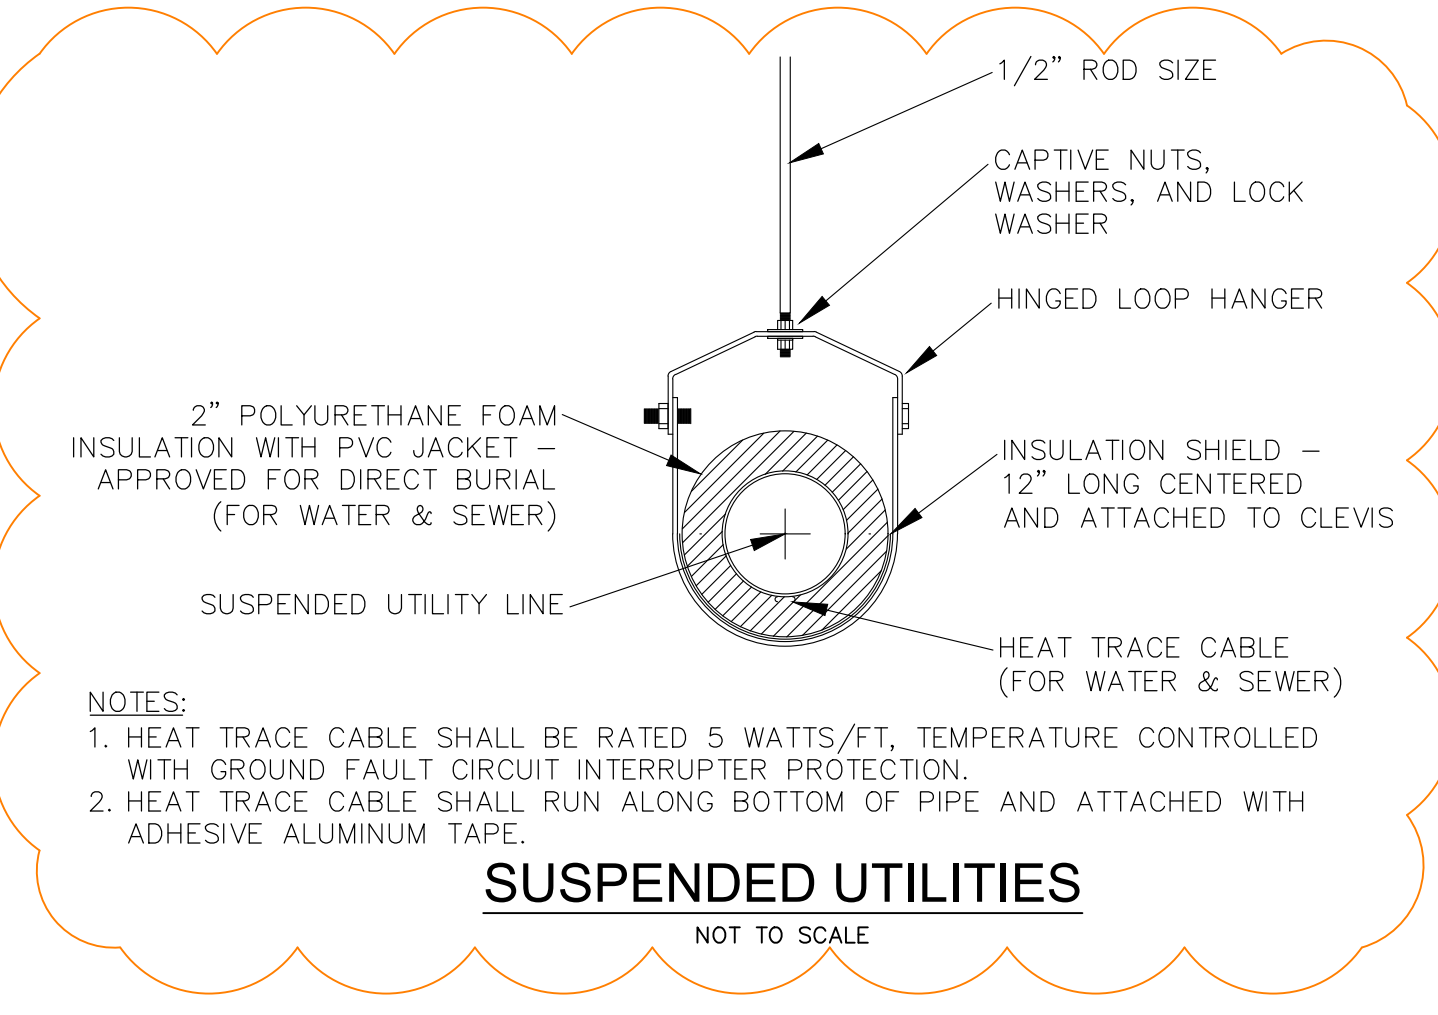 1/2” ROD SIZE
CAPTIVE NUTS,
WASHERS, AND LOCK
WASHER
HINGED LOOP HANGER
2” POLYURETHANE FOAM
INSULATION WITH PVC JACKET –
APPROVED FOR DIRECT BURIAL
(FOR WATER & SEWER)
INSULATION SHIELD –
12” LONG CENTERED
AND ATTACHED TO CLEVIS
SUSPENDED UTILITY LINE
HEAT TRACE CABLE
(FOR WATER & SEWER)
NOTES:
1. HEAT TRACE CABLE SHALL BE RATED 5 WATTS/FT, TEMPERATURE CONTROLLED
WITH GROUND FAULT CIRCUIT INTERRUPTER PROTECTION.
2. HEAT TRACE CABLE SHALL RUN ALONG BOTTOM OF PIPE AND ATTACHED WITH
ADHESIVE ALUMINUM TAPE.
SUSPENDED UTILITIES
NOT TO SCALE